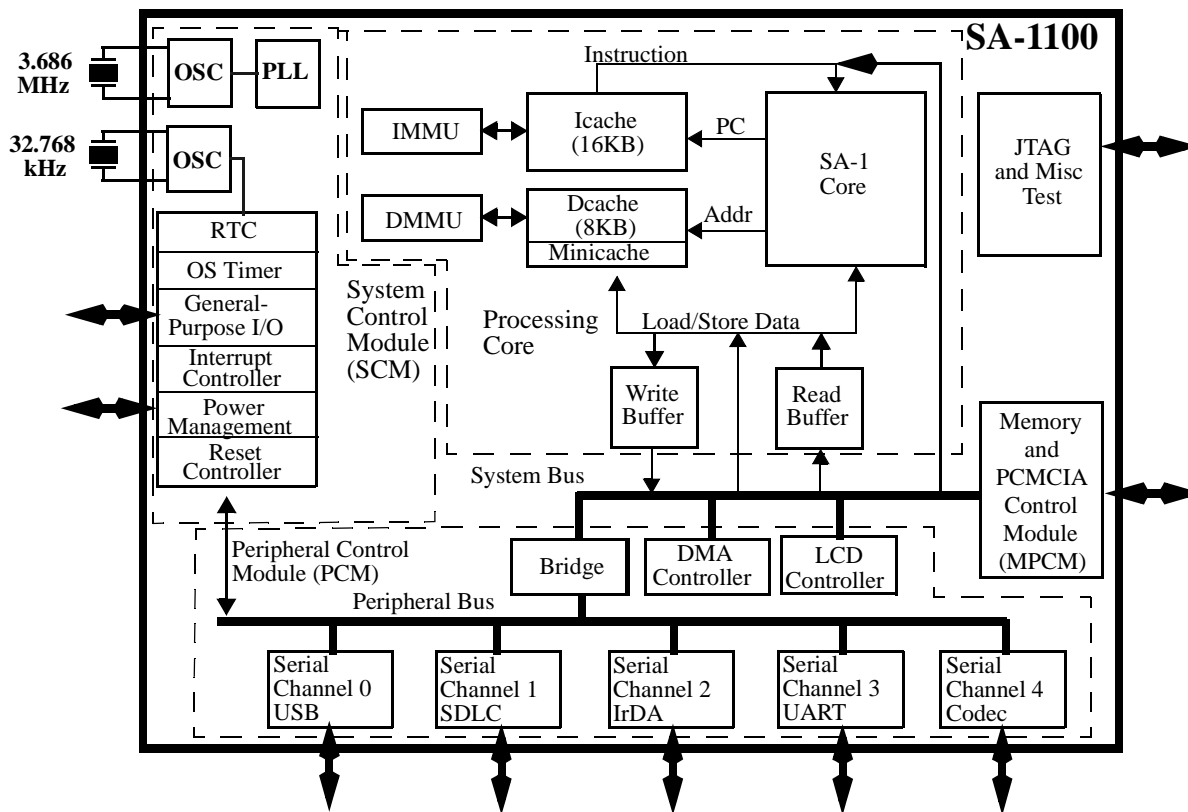 SA-1100
3.686
MHz
OSC
PLL
32.768
kHz
OSC
RTC
OS Timer
General-
Purpose I/O
Interrupt
Controller
Power
Management
Reset
Controller
System
Control
Module
(SCM)
Instruction
IMMU
Icache
(16KB)
PC
SA-1
Core
DMMU
Dcache
(8KB)
Minicache
Addr
Processing
Core
Load/Store Data
Write
Buffer
Read
Buffer
JTAG
and Misc
Test
System Bus
Memory
and
PCMCIA
Control
Module
(MPCM)
Peripheral Control
Module (PCM)
Bridge
DMA
Controller
LCD
Controller
Peripheral Bus
Serial
Channel 0
USB
Serial
Channel 1
SDLC
Serial
Channel 2
IrDA
Serial
Channel 3
UART
Serial
Channel 4
Codec